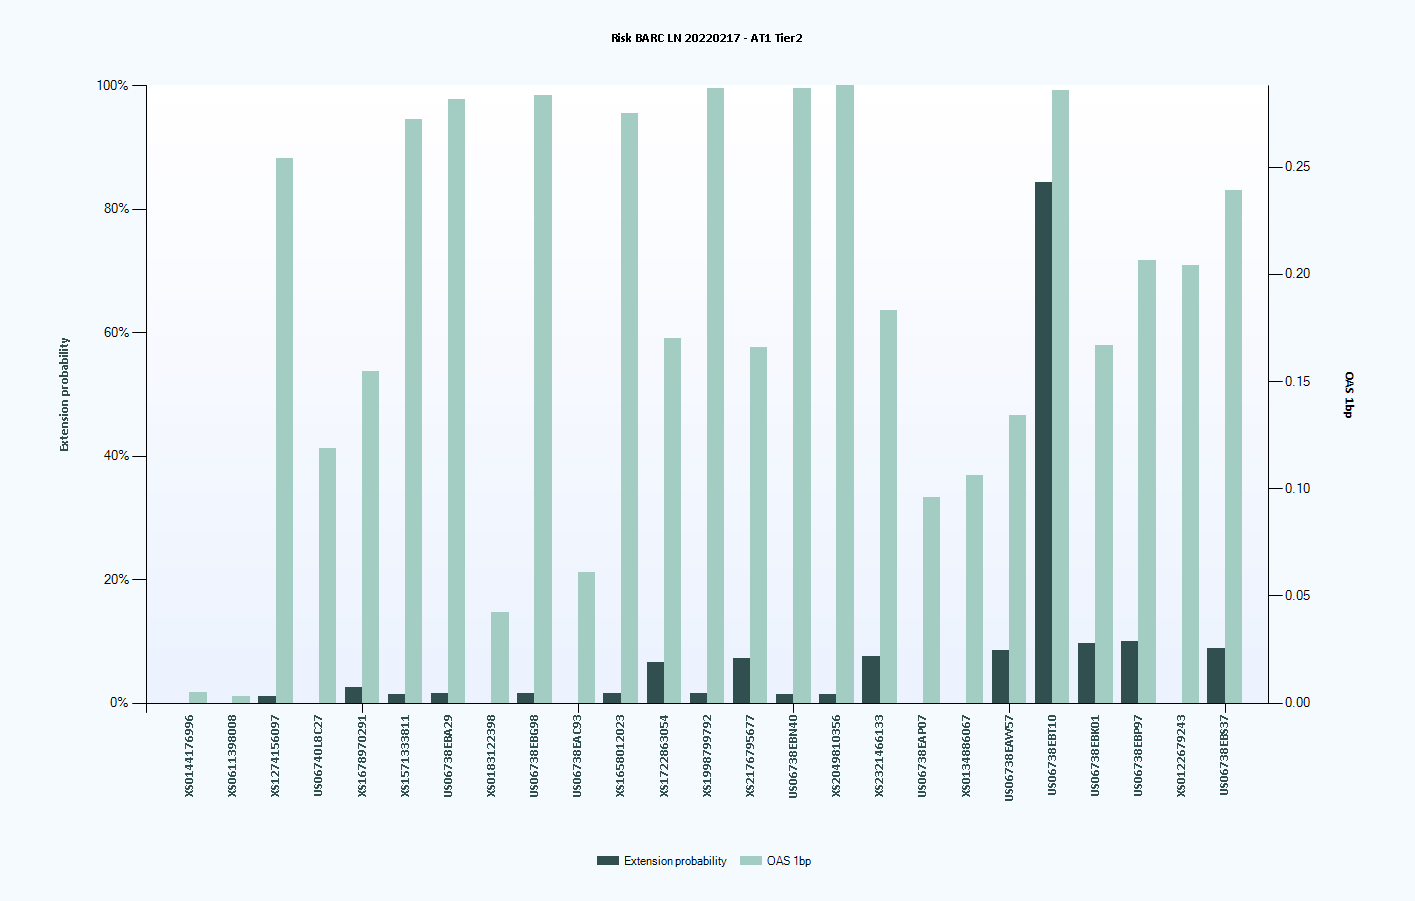 Risk BARC LN 20220217 - AT1 Tier2
100%
80%
60%
40%
20%
0%
Extension probability
0.25
0.20
0.15
0.10
0.05
0.00
OAS 1bp
XS0144176996
XS0611398008
XS1274156097
US06740L8C27
XS1678970291
XS1571333811
US06738EBA29
XS0183122398
US06738EBG98
US06738EAC93
XS1658012023
XS1722863054
XS1998799792
XS2176795677
US06738EBN40
XS2049810356
XS2321466133
US06738EAP07
XS0134886067
US06738EAW57
US06738EBT10
US06738EBK01
US06738EBP97
XS0122679243
US06738EBS37
Extension probability
OAS 1bp